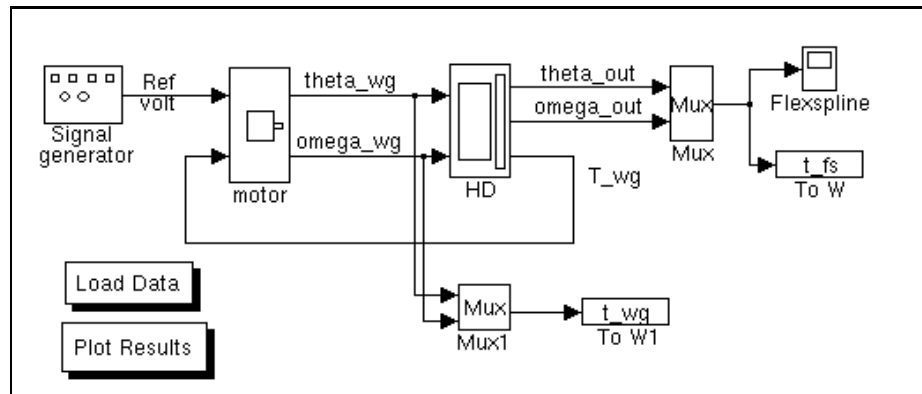 Ref
volt
Signal
generator
theta_wg
omega_wg
motor
theta_out
omega_out
T_wg
HD
Mux
Mux
Flexspline
t_fs
To W
Load Data
Plot Results
Mux
Mux1
t_wg
To W1